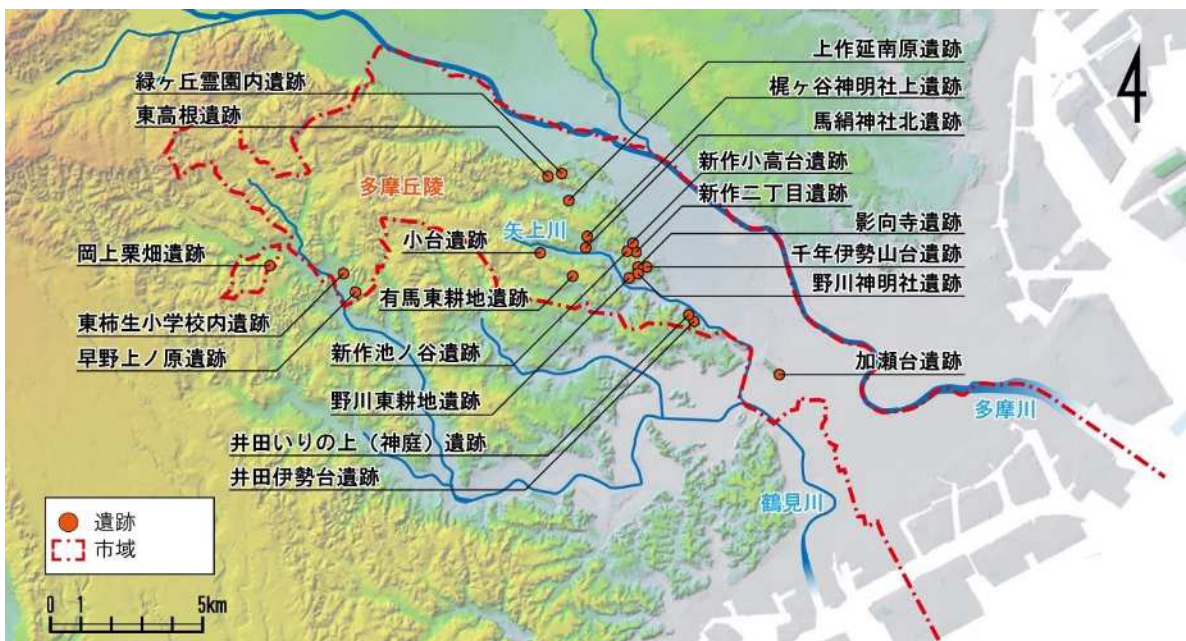 上作延南原遺跡
緑ヶ丘霊園内遺跡
梶ヶ谷神明社上遺跡
東高根遺跡
馬絹神社北遺跡
新作小高台遺跡
多摩丘陵
新作二丁目遺跡
影向寺遺跡
矢上川
小台遺跡
岡上栗畑遺跡
千年伊勢山台遺跡
野川神明社遺跡
有馬東耕地遺跡
東柿生小学校内遺跡
早野上ノ原遺跡
新作池ノ谷遺跡
加瀬台遺跡
野川東耕地遺跡
多摩川
井田いりの上（神庭）遺跡
井田伊勢台遺跡
鶴見川
遺跡
市域
0 1 5km
4